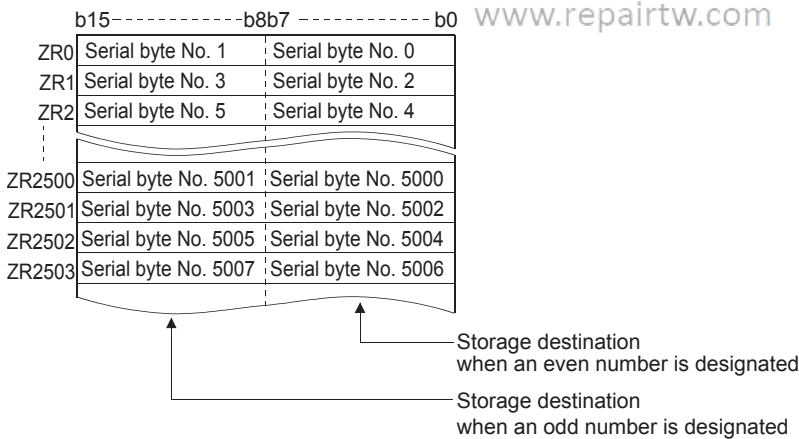 b15 b8b7 b0
www.repairtw.com
ZR0 Serial byte No. 1 Serial byte No. 0
ZR1 Serial byte No. 3 Serial byte No. 2
ZR2 Serial byte No. 5 Serial byte No. 4
ZR2500 Serial byte No. 5001 Serial byte No. 5000
ZR2501 Serial byte No. 5003 Serial byte No. 5002
ZR2502 Serial byte No. 5005 Serial byte No. 5004
ZR2503 Serial byte No. 5007 Serial byte No. 5006
Storage destination
when an even number is designated
Storage destination
when an odd number is designated